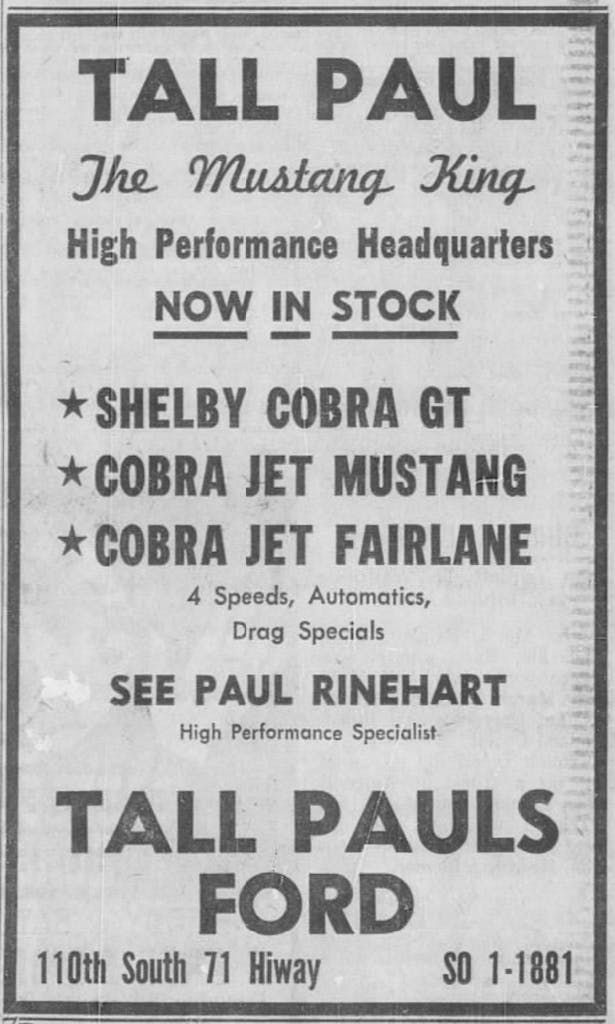 TALL PAUL
The Mustang King
High Performance Headquarters
NOW IN STOCK
★ SHELBY COBRA GT
★ COBRA JET MUSTANG
★ COBRA JET FAIRLANE
4 Speeds, Automatics,
Drag Specials
SEE PAUL RINEHART
High Performance Specialist
TALL PAULS
FORD
110th South 71 Hiway SO 1-1881